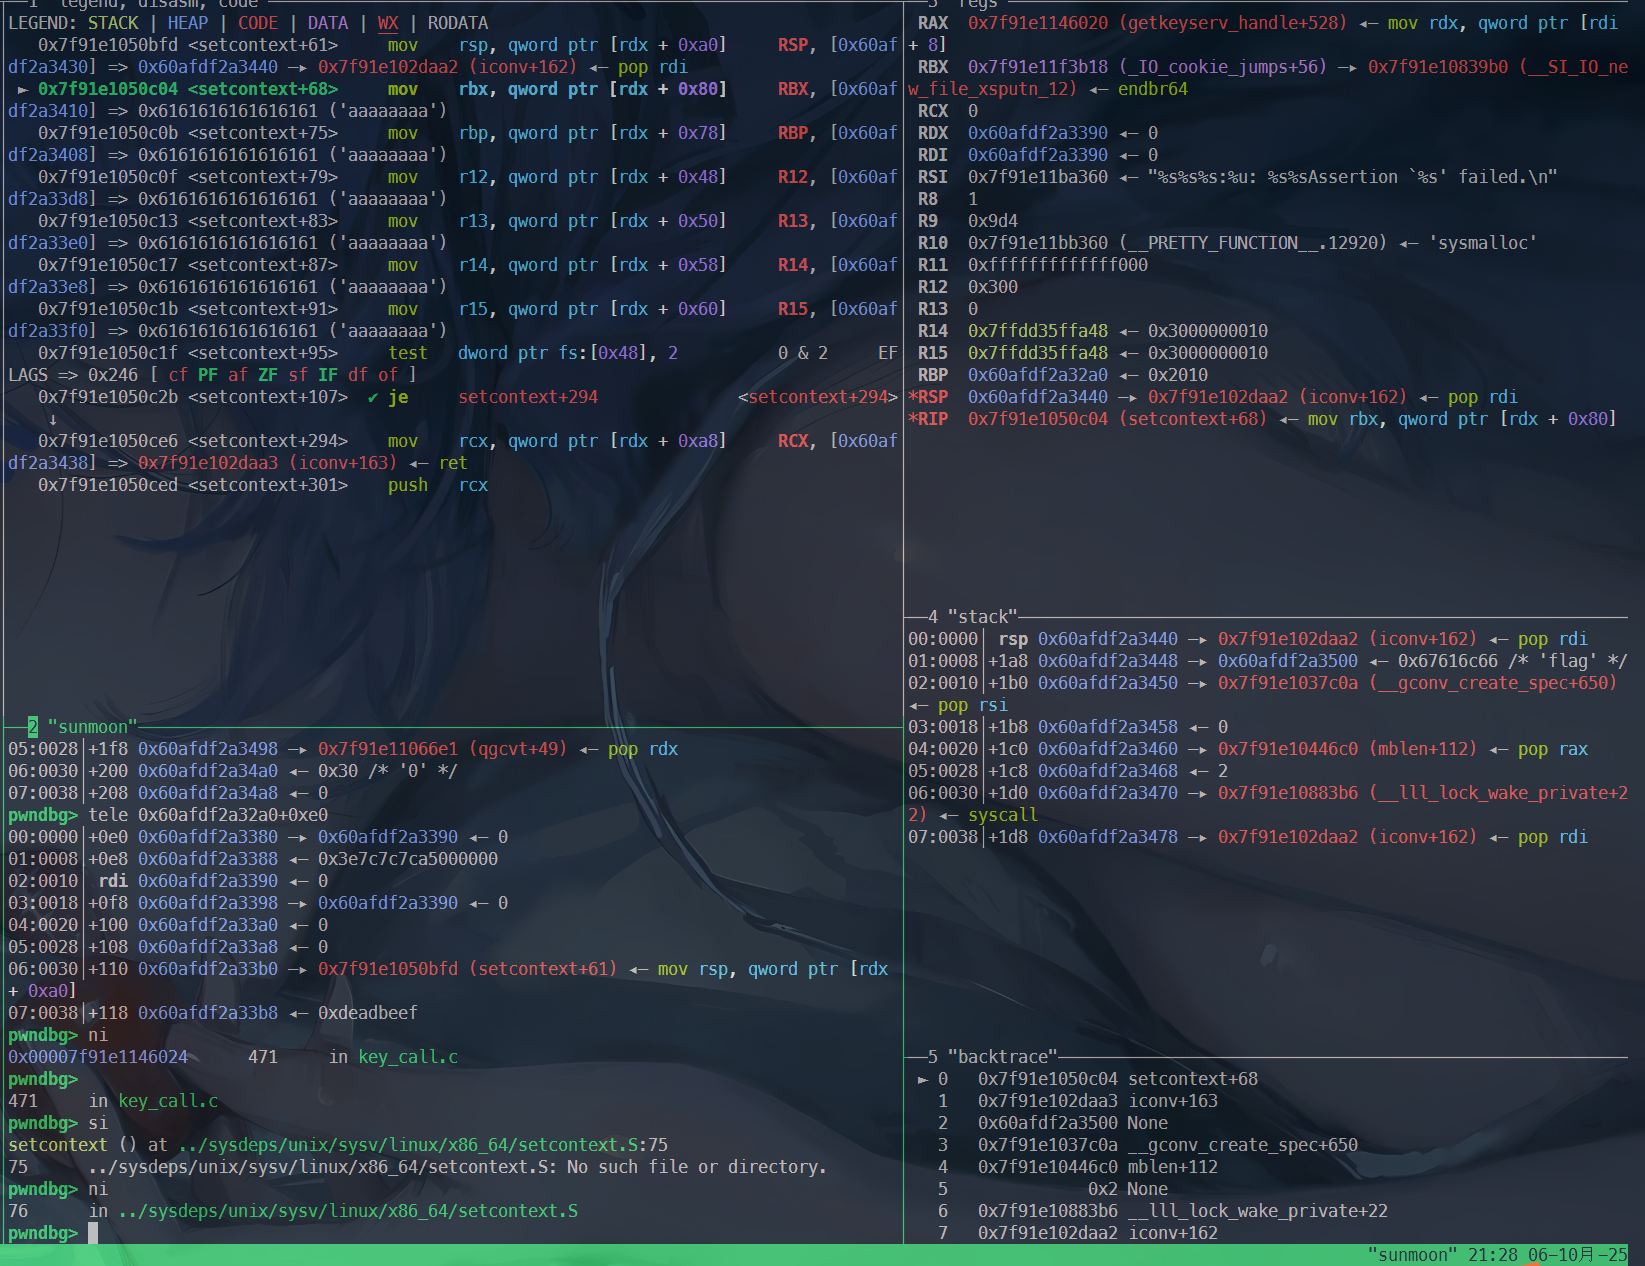 1 "legend, disasm, code"
LEGEND: STACK | HEAP | CODE | DATA | WX | RODATA
0x7f91e1050bfd <setcontext+61> mov rsp, qword ptr [rdx + 0xa0] RSP, [0x60af
df2a3430] => 0x60afdf2a3440 —▸ 0x7f91e102daa2 (iconv+162) ◂— pop rdi
► 0x7f91e1050c04 <setcontext+68> mov rbx, qword ptr [rdx + 0x80] RBX, [0x60af
df2a3410] => 0x6161616161616161 ('aaaaaaaa')
0x7f91e1050c0b <setcontext+75> mov rbp, qword ptr [rdx + 0x78] RBP, [0x60af
df2a3408] => 0x6161616161616161 ('aaaaaaaa')
0x7f91e1050c0f <setcontext+79> mov r12, qword ptr [rdx + 0x48] R12, [0x60af
df2a33d8] => 0x6161616161616161 ('aaaaaaaa')
0x7f91e1050c13 <setcontext+83> mov r13, qword ptr [rdx + 0x50] R13, [0x60af
df2a33e0] => 0x6161616161616161 ('aaaaaaaa')
0x7f91e1050c17 <setcontext+87> mov r14, qword ptr [rdx + 0x58] R14, [0x60af
df2a33e8] => 0x6161616161616161 ('aaaaaaaa')
0x7f91e1050c1b <setcontext+91> mov r15, qword ptr [rdx + 0x60] R15, [0x60af
df2a33f0] => 0x6161616161616161 ('aaaaaaaa')
0x7f91e1050c1f <setcontext+95> test dword ptr fs:[0x48], 2 0 & 2 EF
LAGS => 0x246 [ cf PF af ZF sf IF df of ]
0x7f91e1050c2b <setcontext+107> ✔ je setcontext+294 <setcontext+294>
↓
0x7f91e1050ce6 <setcontext+294> mov rcx, qword ptr [rdx + 0xa8] RCX, [0x60af
df2a3438] => 0x7f91e102daa3 (iconv+163) ◂— ret
0x7f91e1050ced <setcontext+301> push rcx
2 "sunmoon"
05:0028│+1f8 0x60afdf2a3498 —▸ 0x7f91e11066e1 (qgcvt+49) ◂— pop rdx
06:0030│+200 0x60afdf2a34a0 ◂— 0x30 /* '0' */
07:0038│+208 0x60afdf2a34a8 ◂— 0
pwndbg> tele 0x60afdf2a32a0+0xe0
00:0000│+0e0 0x60afdf2a3380 —▸ 0x60afdf2a3390 ◂— 0
01:0008│+0e8 0x60afdf2a3388 ◂— 0x3e7c7c7ca5000000
02:0010│ rdi 0x60afdf2a3390 ◂— 0
03:0018│+0f8 0x60afdf2a3398 —▸ 0x60afdf2a3390 ◂— 0
04:0020│+100 0x60afdf2a33a0 ◂— 0
05:0028│+108 0x60afdf2a33a8 ◂— 0
06:0030│+110 0x60afdf2a33b0 —▸ 0x7f91e1050bfd (setcontext+61) ◂— mov rsp, qword ptr [rdx
+ 0xa0]
07:0038│+118 0x60afdf2a33b8 ◂— 0xdeadbeef
pwndbg> ni
0x00007f91e1146024 471 in key_call.c
pwndbg>
471 in key_call.c
pwndbg> si
setcontext () at ../sysdeps/unix/sysv/linux/x86_64/setcontext.S:75
75 ../sysdeps/unix/sysv/linux/x86_64/setcontext.S: No such file or directory.
pwndbg> ni
76 in ../sysdeps/unix/sysv/linux/x86_64/setcontext.S
pwndbg>
3 "regs"
RAX 0x7f91e1146020 (getkeyserv_handle+528) ◂— mov rdx, qword ptr [rdi
+ 8]
RBX 0x7f91e11f3b18 (_IO_cookie_jumps+56) —▸ 0x7f91e10839b0 (__SI_IO_ne
w_file_xsputn_12) ◂— endbr64
RCX 0
RDX 0x60afdf2a3390 ◂— 0
RDI 0x60afdf2a3390 ◂— 0
RSI 0x7f91e11ba360 ◂— "%s%s%s:%u: %s%sAssertion `%s' failed.\n"
R8 1
R9 0x9d4
R10 0x7f91e11bb360 (__PRETTY_FUNCTION__.12920) ◂— 'sysmalloc'
R11 0xfffffffffffff000
R12 0x300
R13 0
R14 0x7ffdd35ffa48 ◂— 0x3000000010
R15 0x7ffdd35ffa48 ◂— 0x3000000010
RBP 0x60afdf2a32a0 ◂— 0x2010
*RSP 0x60afdf2a3440 —▸ 0x7f91e102daa2 (iconv+162) ◂— pop rdi
*RIP 0x7f91e1050c04 (setcontext+68) ◂— mov rbx, qword ptr [rdx + 0x80]
4 "stack"
00:0000│ rsp 0x60afdf2a3440 —▸ 0x7f91e102daa2 (iconv+162) ◂— pop rdi
01:0008│+1a8 0x60afdf2a3448 —▸ 0x60afdf2a3500 ◂— 0x67616c66 /* 'flag' */
02:0010│+1b0 0x60afdf2a3450 —▸ 0x7f91e1037c0a (__gconv_create_spec+650)
◂— pop rsi
03:0018│+1b8 0x60afdf2a3458 ◂— 0
04:0020│+1c0 0x60afdf2a3460 —▸ 0x7f91e10446c0 (mblen+112) ◂— pop rax
05:0028│+1c8 0x60afdf2a3468 ◂— 2
06:0030│+1d0 0x60afdf2a3470 —▸ 0x7f91e10883b6 (__lll_lock_wake_private+2
2) ◂— syscall
07:0038│+1d8 0x60afdf2a3478 —▸ 0x7f91e102daa2 (iconv+162) ◂— pop rdi
5 "backtrace"
► 0 0x7f91e1050c04 setcontext+68
1 0x7f91e102daa3 iconv+163
2 0x60afdf2a3500 None
3 0x7f91e1037c0a __gconv_create_spec+650
4 0x7f91e10446c0 mblen+112
5 0x2 None
6 0x7f91e10883b6 __lll_lock_wake_private+22
7 0x7f91e102daa2 iconv+162
"sunmoon" 21:28 06-10月-25